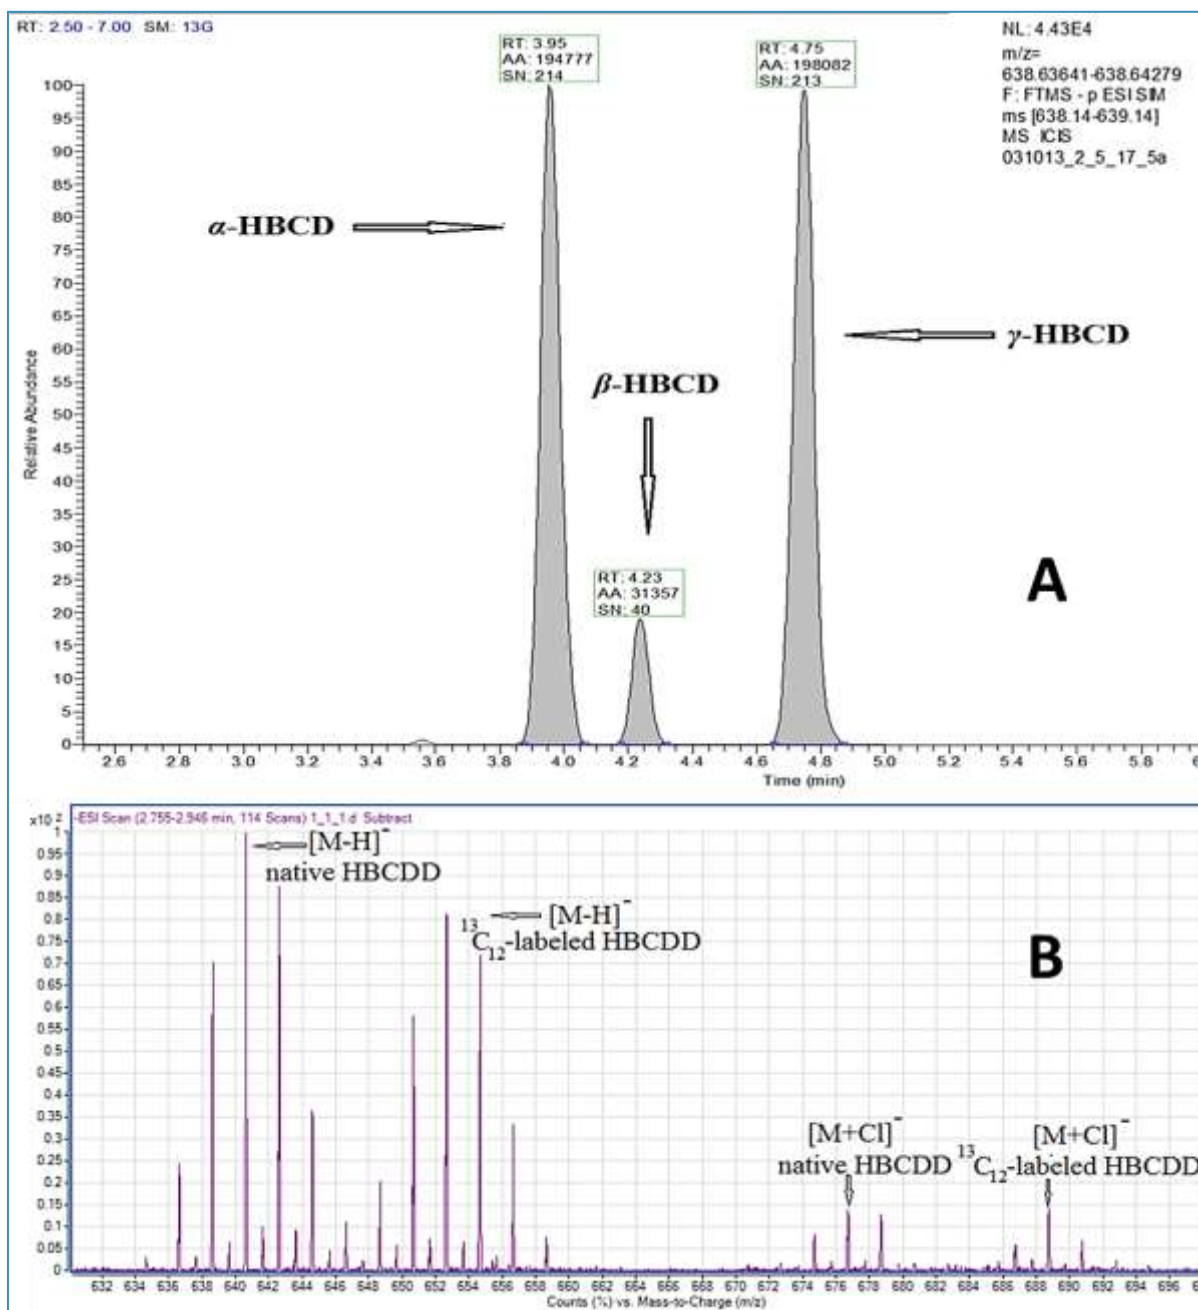 RT: 2.50 - 7.00 SM: 13G
NL: 4.43E4
m/z=
638.63641-638.64279
F: FTMS - p ESI SIM
ms [638.14-639.14]
MS ICIS
031013_2_5_17_5a
RT: 3.95
AA: 194777
SN: 214
RT: 4.75
AA: 198082
SN: 213
α-HBCD
γ-HBCD
β-HBCD
RT: 4.23
AA: 31357
SN: 40
A
Relative Abundance
100
95
90
85
80
75
70
65
60
55
50
45
40
35
30
25
20
15
10
5
0
2.6 2.8 3.0 3.2 3.4 3.6 3.8 4.0 4.2 4.4 4.6 4.8 5.0 5.2 5.4 5.6 5.8
Time (min)
x10 2
-ESI Scan (2.755-2.946 min, 114 Scans) 1_1_1.d Subtract
1
0.95
0.9
0.85
0.8
0.75
0.7
0.65
0.6
0.55
0.5
0.45
0.4
0.35
0.3
0.25
0.2
0.15
0.1
0.05
0
[M-H]⁻
native HBCDD
[M-H]⁻
¹³C₁₂-labeled HBCDD
B
[M+Cl]⁻
native HBCDD
[M+Cl]⁻
¹³C₁₂-labeled HBCDD
632 634 636 638 640 642 644 646 648 650 652 654 656 658 660 662 664 666 668 670 672 674 676 678 680 682 684 686 688 690 692 694 696
Counts (%) vs. Mass-to-Charge (m/z)